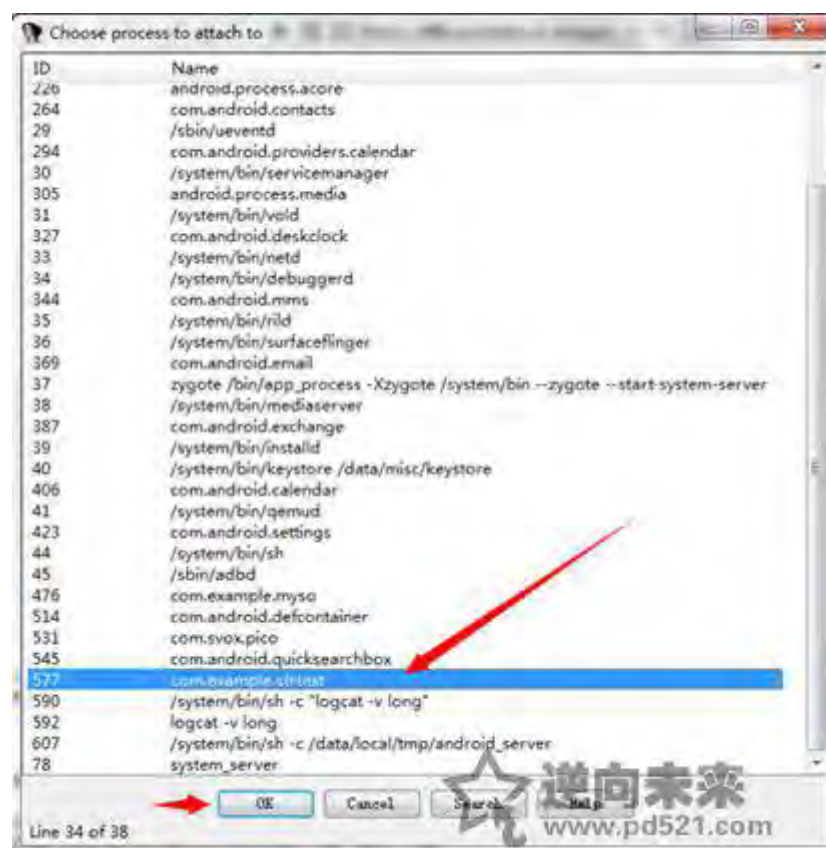 Choose process to attach to
ID Name
226 android.process.acore
264 com.android.contacts
29 /sbin/ueventd
294 com.android.providers.calendar
30 /system/bin/servicemanager
305 android.process.media
31 /system/bin/vold
327 com.android.deskclock
33 /system/bin/netd
34 /system/bin/debuggerd
344 com.android.mms
35 /system/bin/rild
36 /system/bin/surfaceflinger
369 com.android.email
37 zygote /bin/app_process -Xzygote /system/bin --zygote --start-system-server
38 /system/bin/mediaserver
387 com.android.exchange
39 /system/bin/installd
40 /system/bin/keystore /data/misc/keystore
406 com.android.calendar
41 /system/bin/qemud
423 com.android.settings
44 /system/bin/sh
45 /sbin/adbd
476 com.example.myso
514 com.android.defcontainer
531 com.svox.pico
545 com.android.quicksearchbox
577
590 /system/bin/sh -c "logcat -v long"
592 logcat -v long
607 /system/bin/sh -c /data/local/tmp/android_server
78 system_server
OK Cancel Search Help
逆向未来
www.pd521.com
Line 34 of 38